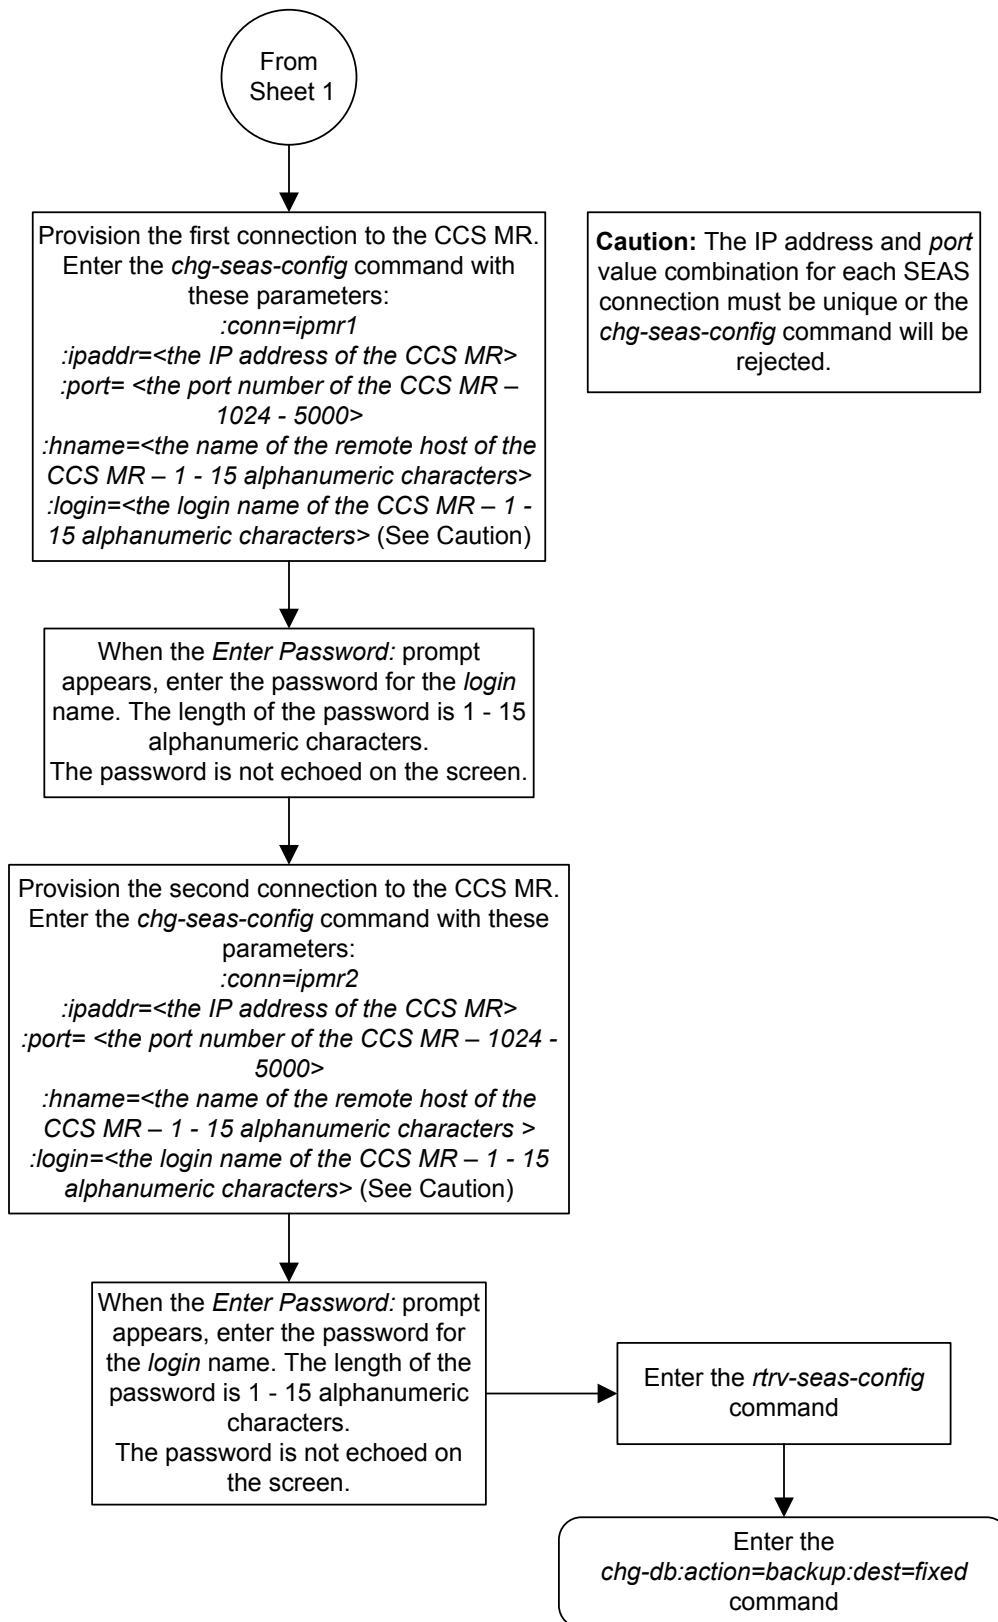 From
Sheet 1
Provision the first connection to the CCS MR.
Enter the chg-seas-config command with
these parameters:
:conn=ipmr1
:ipaddr=<the IP address of the CCS MR>
:port= <the port number of the CCS MR –
1024 - 5000>
:hname=<the name of the remote host of the
CCS MR – 1 - 15 alphanumeric characters>
:login=<the login name of the CCS MR – 1 -
15 alphanumeric characters> (See Caution)
Caution: The IP address and port
value combination for each SEAS
connection must be unique or the
chg-seas-config command will be
rejected.
When the Enter Password: prompt
appears, enter the password for the login
name. The length of the password is 1 - 15
alphanumeric characters.
The password is not echoed on the screen.
Provision the second connection to the CCS MR.
Enter the chg-seas-config command with these
parameters:
:conn=ipmr2
:ipaddr=<the IP address of the CCS MR>
:port= <the port number of the CCS MR – 1024 -
5000>
:hname=<the name of the remote host of the
CCS MR – 1 - 15 alphanumeric characters >
:login=<the login name of the CCS MR – 1 - 15
alphanumeric characters> (See Caution)
When the Enter Password: prompt
appears, enter the password for
the login name. The length of the
password is 1 - 15 alphanumeric
characters.
The password is not echoed on
the screen.
Enter the rtrv-seas-config
command
Enter the
chg-db:action=backup:dest=fixed
command